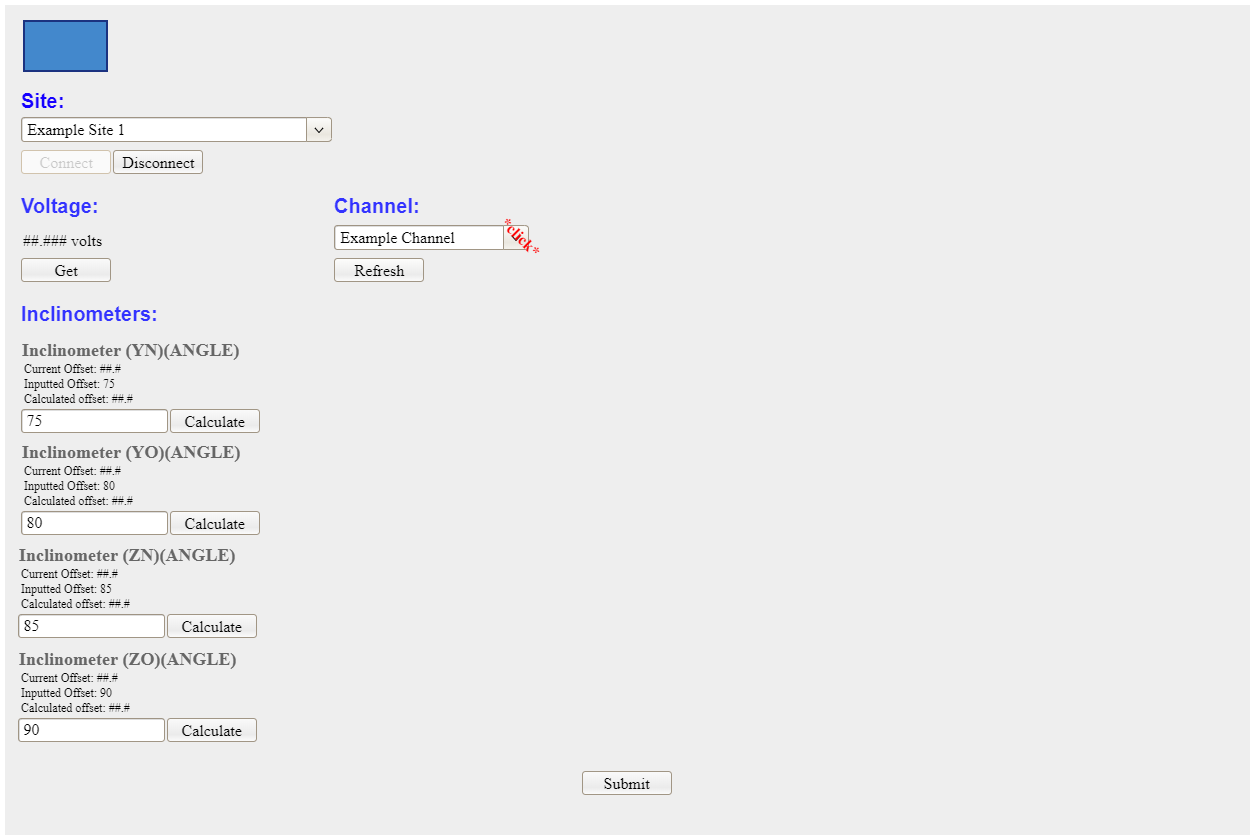 Site:
Example Site 1
Connect Disconnect
Voltage: Channel:
##.### volts Example Channel *click*
Get Refresh
Inclinometers:
Inclinometer (YN)(ANGLE)
Current Offset: ##.#
Inputted Offset: 75
Calculated offset: ##.#
75 Calculate
Inclinometer (YO)(ANGLE)
Current Offset: ##.#
Inputted Offset: 80
Calculated offset: ##.#
80 Calculate
Inclinometer (ZN)(ANGLE)
Current Offset: ##.#
Inputted Offset: 85
Calculated offset: ##.#
85 Calculate
Inclinometer (ZO)(ANGLE)
Current Offset: ##.#
Inputted Offset: 90
Calculated offset: ##.#
90 Calculate
Submit